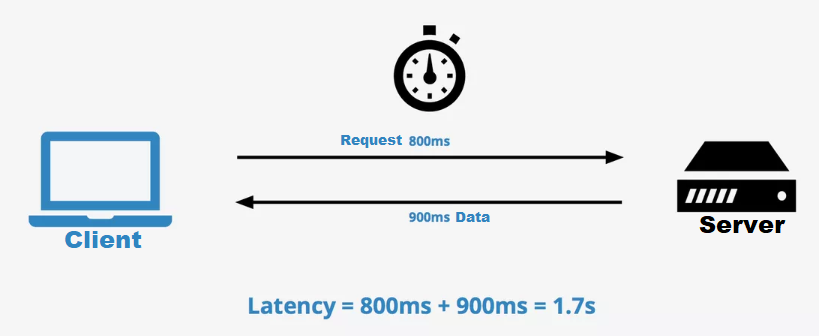 Request 800ms
900ms Data
Client
Server
Latency = 800ms + 900ms = 1.7s